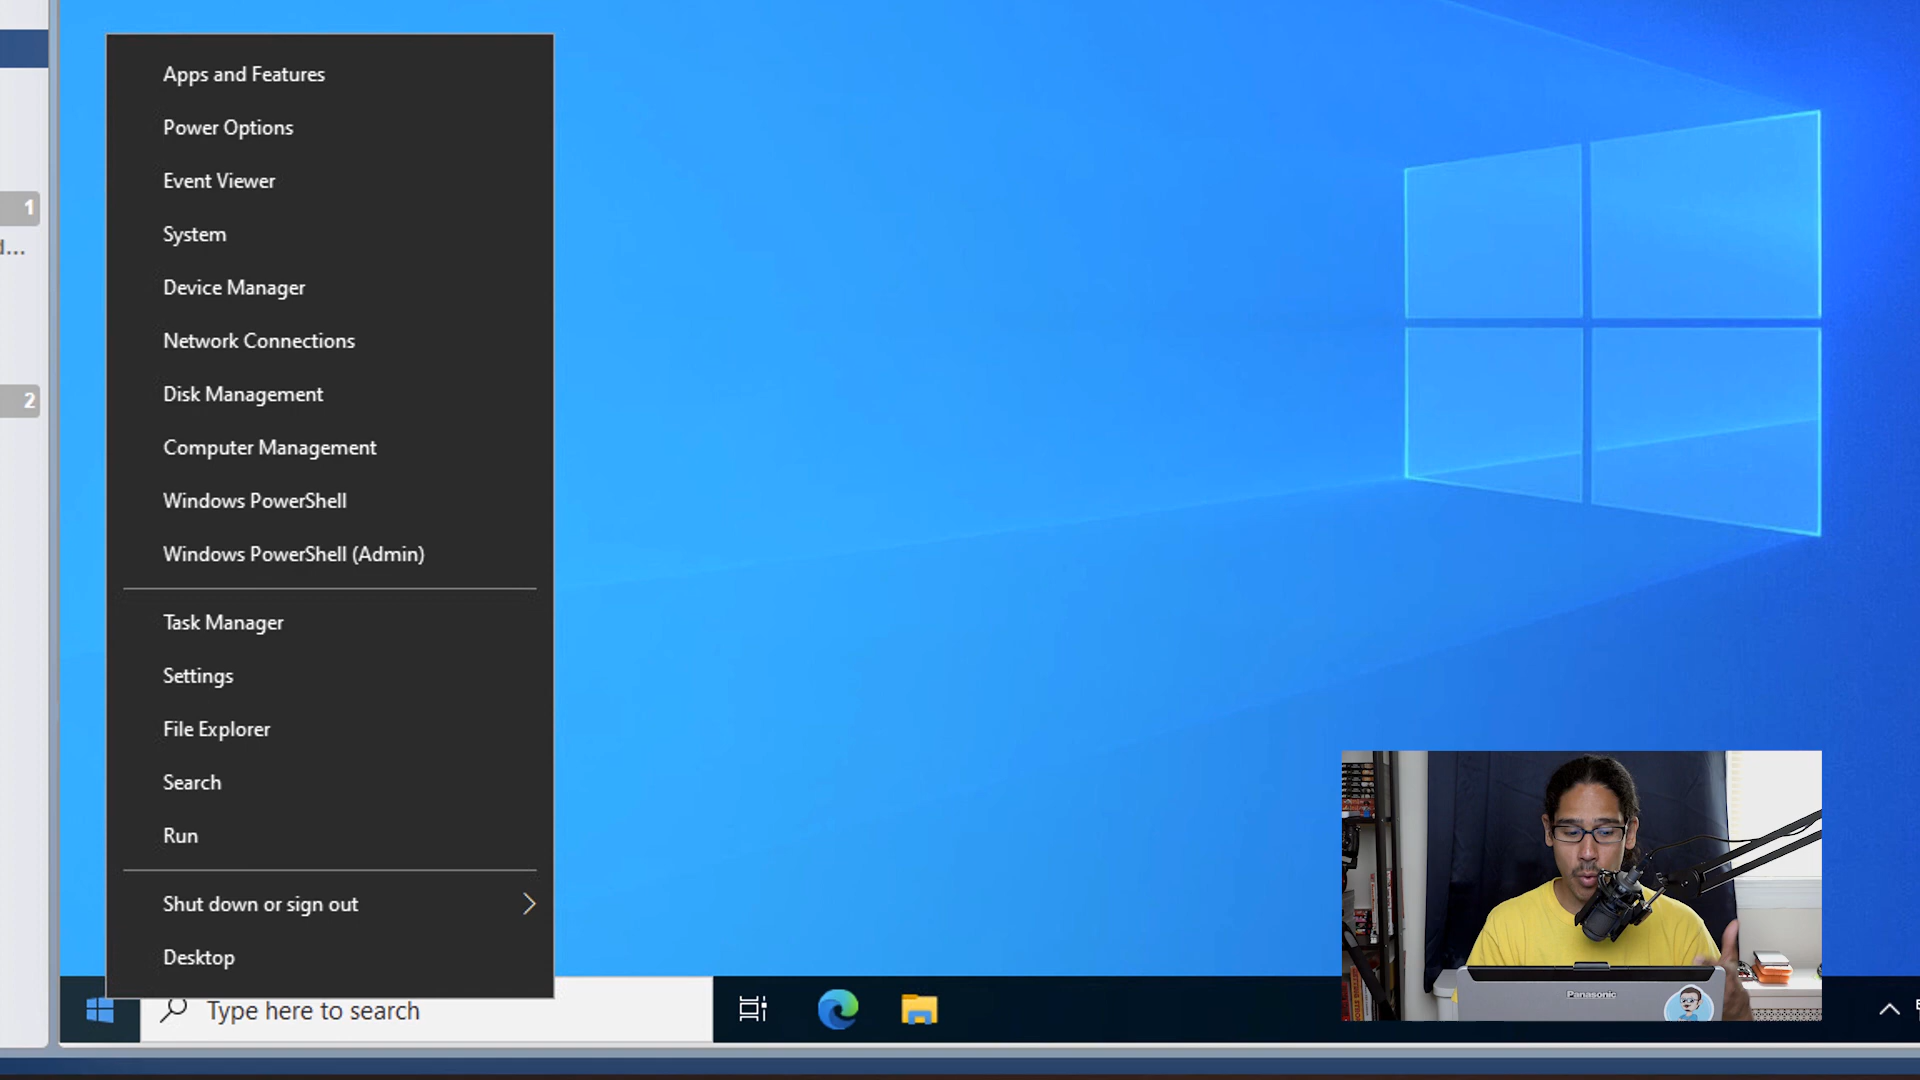 Apps and Features
Power Options
Event Viewer
1
System
d...
Device Manager
Network Connections
Disk Management
2
Computer Management
Windows PowerShell
Windows PowerShell (Admin)
Task Manager
Settings
File Explorer
Search
Run
Shut down or sign out
Desktop
Type here to search
Panasonic